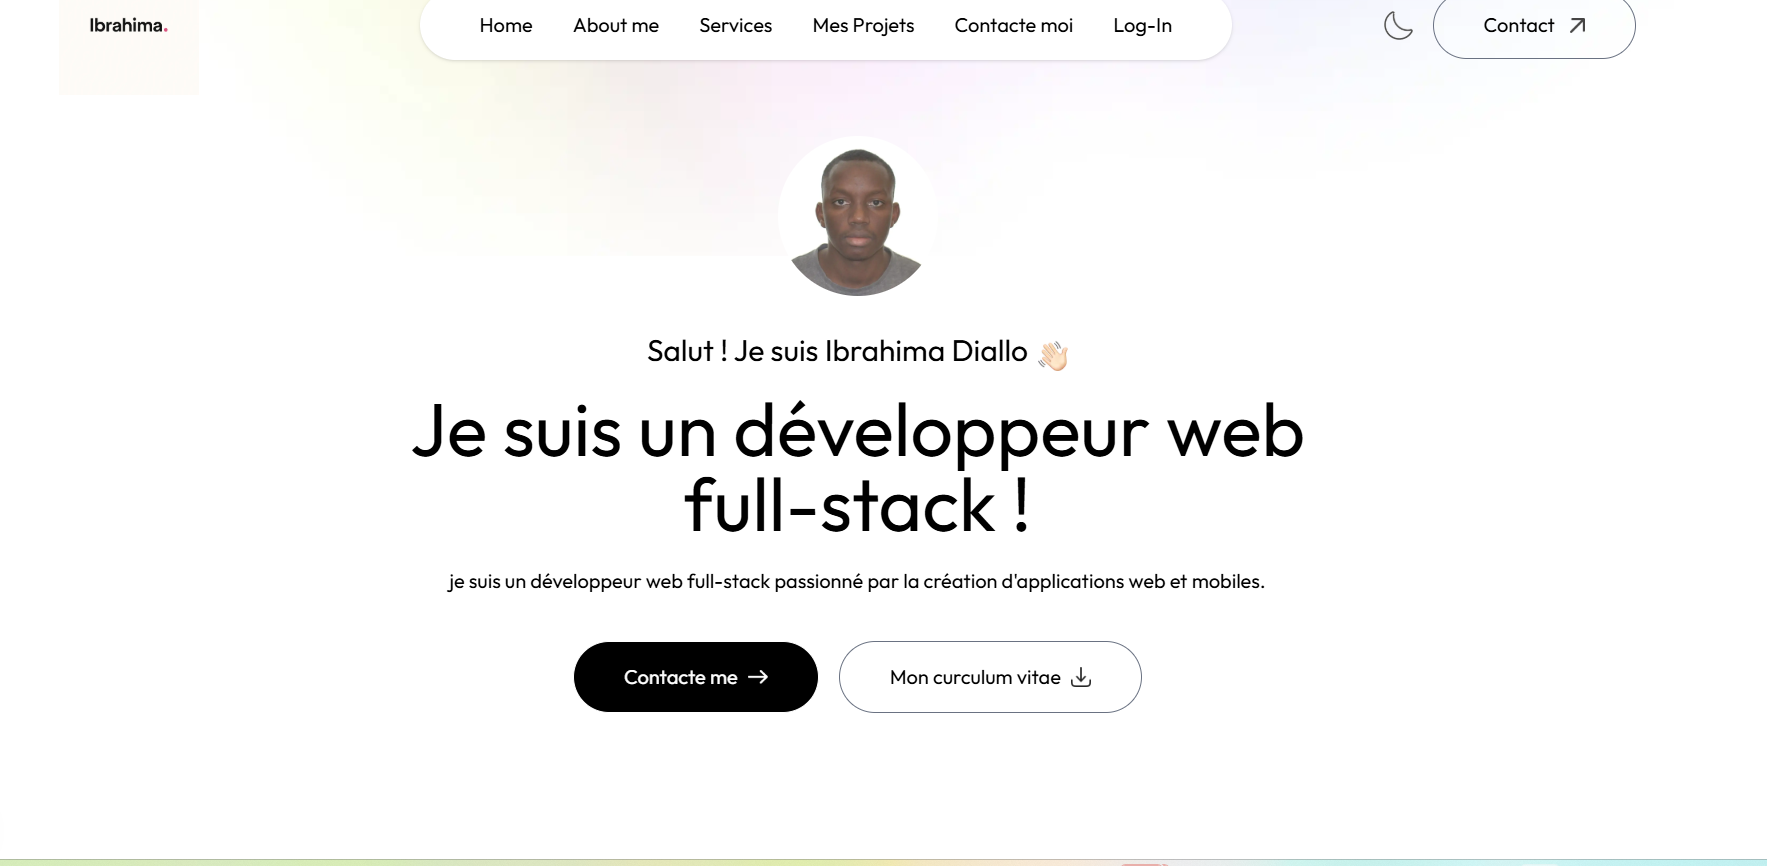 Ibrahima.
Home About me Services Mes Projets Contacte moi Log-In
Contact
Salut ! Je suis Ibrahima Diallo
Je suis un développeur web
full-stack !
je suis un développeur web full-stack passionné par la création d'applications web et mobiles.
Contacte me
Mon curculum vitae